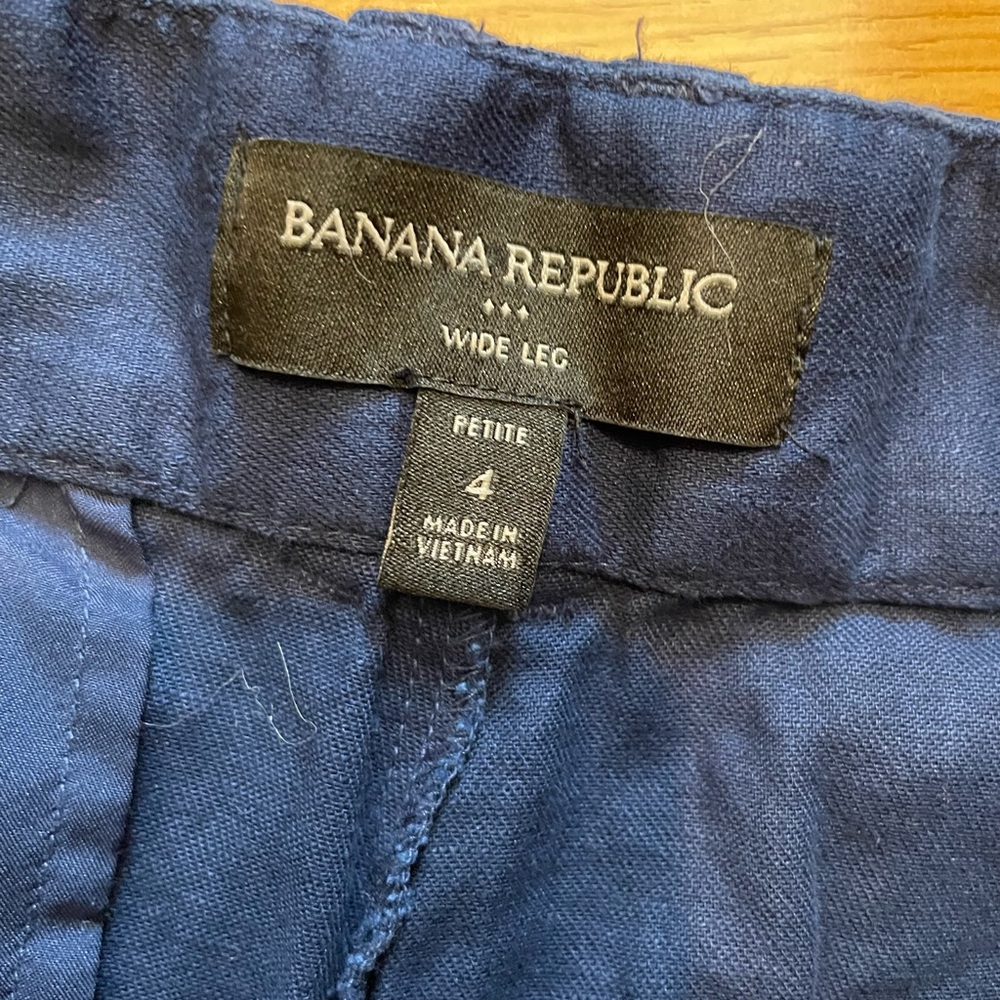 BANANA REPUBLIC
WIDE LEG
PETITE
4
MADE IN
VIETNAM